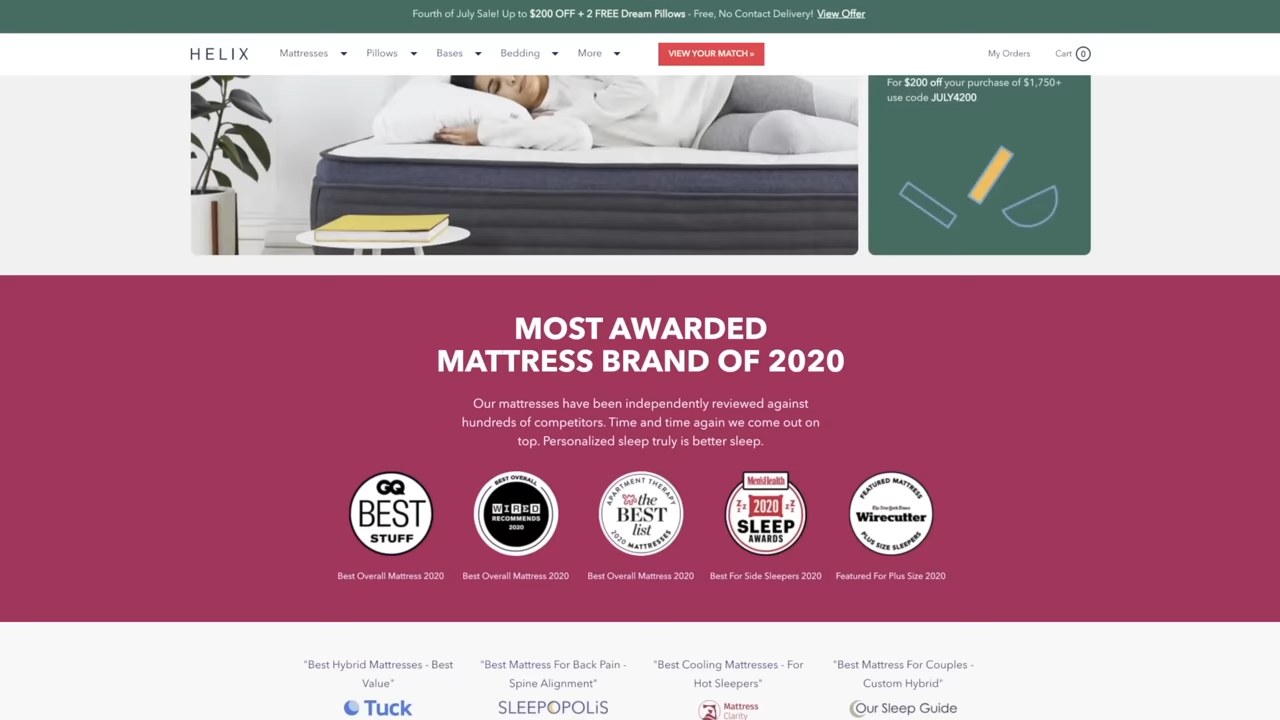 Fourth of July Sale! Up to $200 OFF + 2 FREE Dream Pillows - Free, No Contact Delivery! View Offer
HELIX
Mattresses
Pillows
Bases
Bedding
More
VIEW YOUR MATCH »
My Orders
Cart 0
For $200 off your purchase of $1,750+
use code JULY4200
MOST AWARDED
MATTRESS BRAND OF 2020
Our mattresses have been independently reviewed against
hundreds of competitors. Time and time again we come out on
top. Personalized sleep truly is better sleep.
GQ
BEST
STUFF
Best Overall Mattress 2020
BEST OVERALL
WIRED
RECOMMENDS
2020
Best Overall Mattress 2020
APARTMENT THERAPY
the
BEST
list
2020 MATTRESSES
Best Overall Mattress 2020
Men'sHealth
Z Z 2020 Z Z
SLEEP
AWARDS
Best For Side Sleepers 2020
FEATURED MATTRESS
The New York Times
Wirecutter
PLUS SIZE SLEEPERS
Featured For Plus Size 2020
"Best Hybrid Mattresses - Best
Value"
Tuck
"Best Mattress For Back Pain -
Spine Alignment"
SLEEPOPOLiS
"Best Cooling Mattresses - For
Hot Sleepers"
Mattress
Clarity
"Best Mattress For Couples -
Custom Hybrid"
Our Sleep Guide